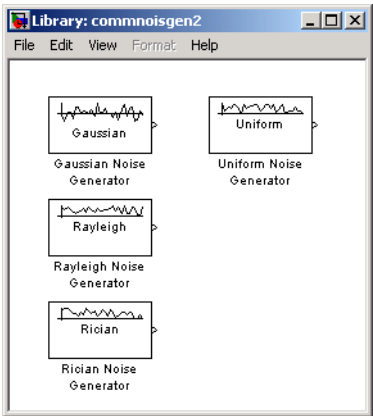 Library: commnoisgen2
File Edit View Format Help
Gaussian
Gaussian Noise
Generator
Uniform
Uniform Noise
Generator
Rayleigh
Rayleigh Noise
Generator
Rician
Rician Noise
Generator